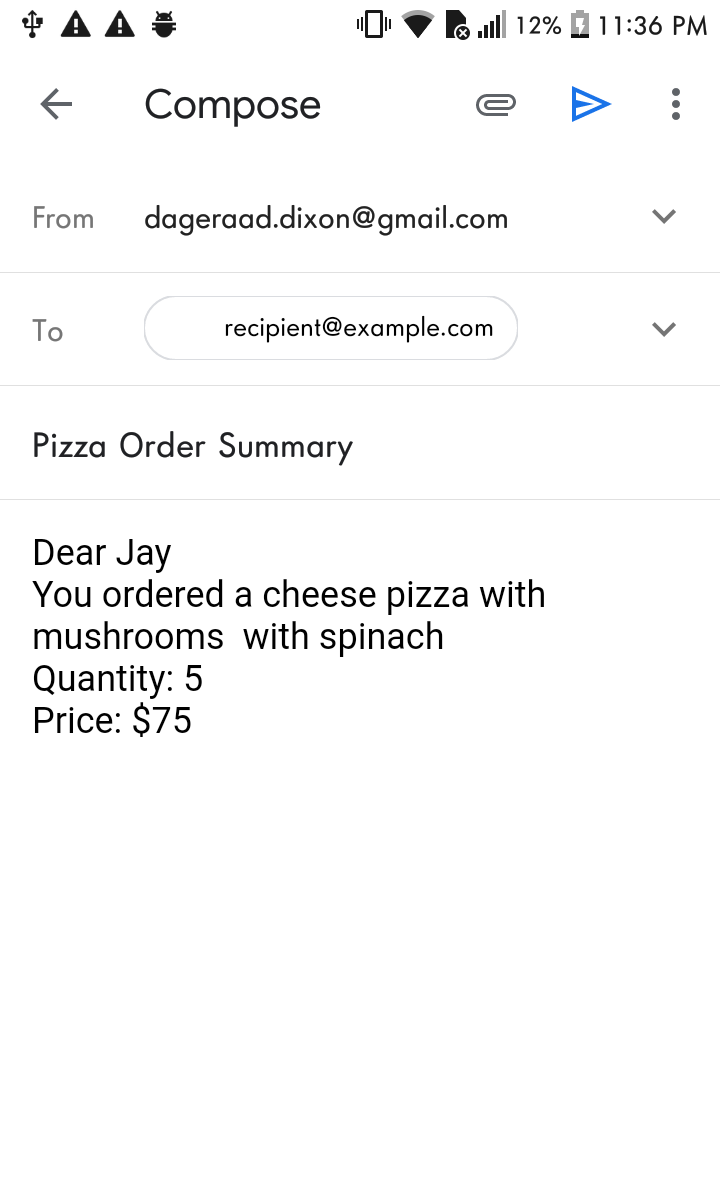 12% 11:36 PM
Compose
From dageraad.dixon@gmail.com
To recipient@example.com
Pizza Order Summary
Dear Jay
You ordered a cheese pizza with
mushrooms  with spinach
Quantity: 5
Price: $75